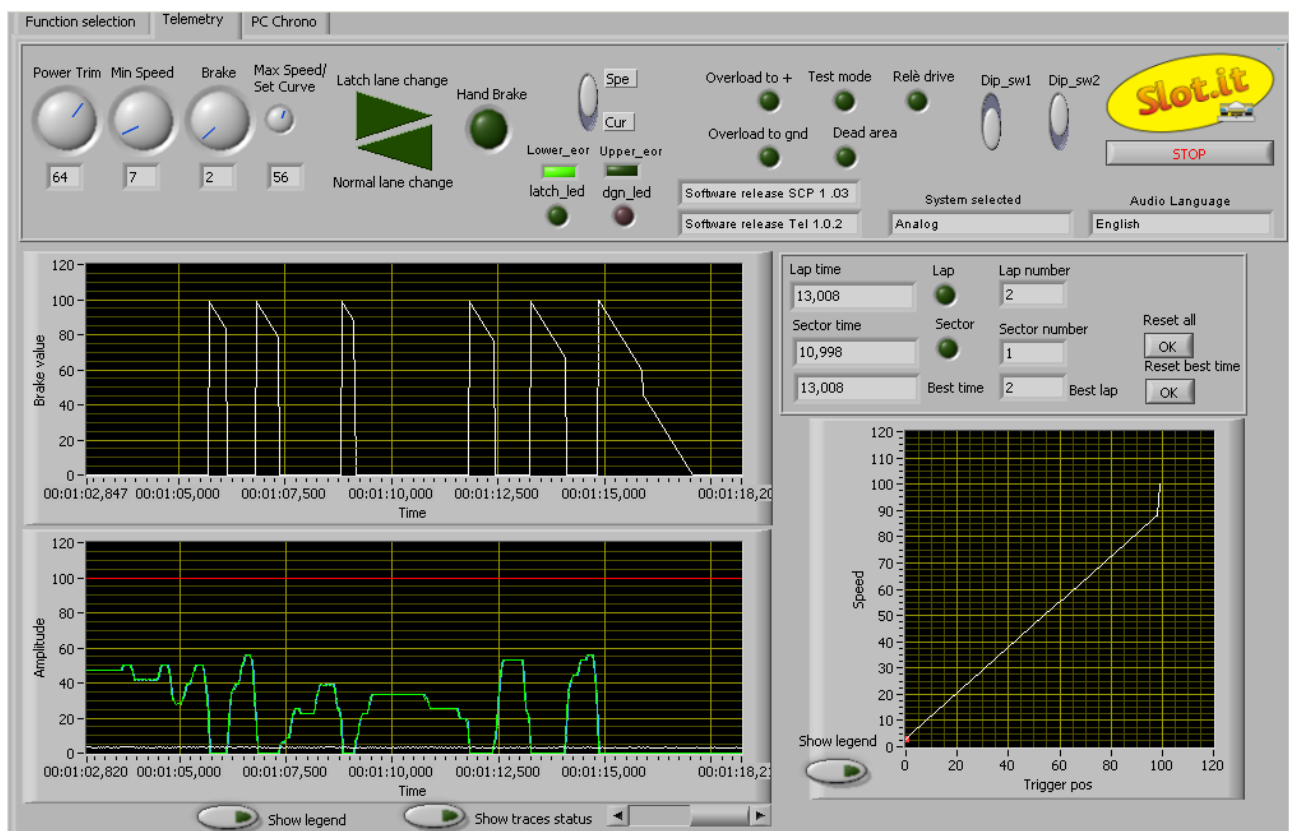 Function selection Telemetry PC Chrono
Power Trim Min Speed Brake Max Speed/
Set Curve
64 7 2 56
Latch lane change
Normal lane change
Hand Brake
Spe
Cur
Lower_eor Upper_eor
latch_led dgn_led
Overload to + Test mode Relè drive
Overload to gnd Dead area
Dip_sw1 Dip_sw2
Slot.it
STOP
Software release SCP 1 .03
Software release Tel 1.0.2
System selected
Analog
Audio Language
English
120
100
80
60
40
20
0
Brake value
00:01:02,847 00:01:05,000 00:01:07,500 00:01:10,000 00:01:12,500 00:01:15,000 00:01:18,20
Time
120
100
80
60
40
20
0
Amplitude
00:01:02,820 00:01:05,000 00:01:07,500 00:01:10,000 00:01:12,500 00:01:15,000 00:01:18,21
Time
Show legend Show traces status
Lap time Lap Lap number
13,008 2
Sector time Sector Sector number
10,998 1
13,008 Best time 2 Best lap
Reset all
OK
Reset best time
OK
120
110
100
90
80
70
60
50
40
30
20
10
0
Speed
0 20 40 60 80 100 120
Trigger pos
Show legend